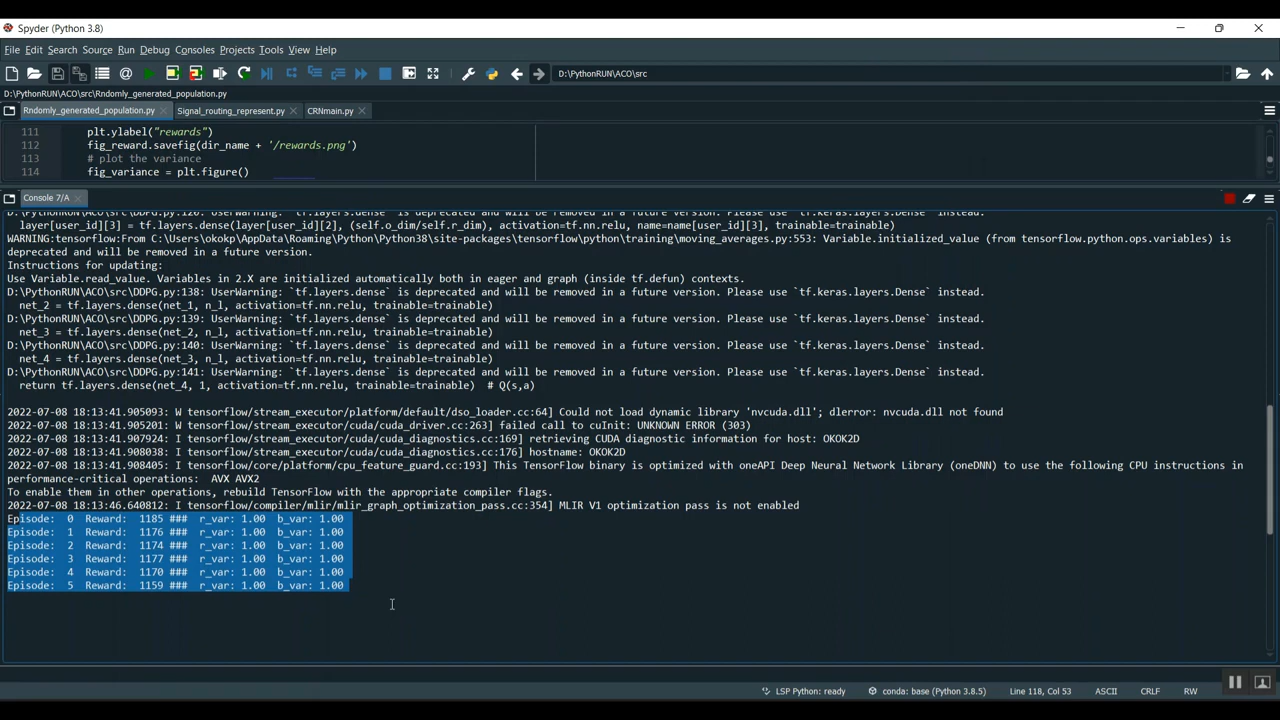 Spyder (Python 3.8)
File Edit Search Source Run Debug Consoles Projects Tools View Help
D:\PythonRUN\ACO\src
D:\PythonRUN\ACO\src\Rndomly_generated_population.py
Rndomly_generated_population.py Signal_routing_represent.py CRNmain.py
111 plt.ylabel("rewards")
112 fig_reward.savefig(dir_name + '/rewards.png')
113 # plot the variance
114 fig_variance = plt.figure()
Console 7/A
D:\PythonRUN\ACO\src\DDPG.py:120: UserWarning: `tf.layers.dense` is deprecated and will be removed in a future version. Please use `tf.keras.layers.Dense` instead.
layer[user_id][3] = tf.layers.dense(layer[user_id][2], (self.o_dim/self.r_dim), name=name[user_id][3], trainable=trainable)
WARNING:tensorflow:From C:\Users\okokp\AppData\Roaming\Python\Python38\site-packages\tensorflow\python\training\moving_averages.py:553: Variable.initialized_value (from tensorflow.python.ops.variables) is
deprecated and will be removed in a future version.
Instructions for updating:
Use Variable.read_value. Variables in 2.X are initialized automatically both in eager and graph (inside tf.defun) contexts.
D:\PythonRUN\ACO\src\DDPG.py:138: UserWarning: `tf.layers.dense` is deprecated and will be removed in a future version. Please use `tf.keras.layers.Dense` instead.
net_2 = tf.layers.dense(net_1, n_l, activation=tf.nn.relu, trainable=trainable)
D:\PythonRUN\ACO\src\DDPG.py:139: UserWarning: `tf.layers.dense` is deprecated and will be removed in a future version. Please use `tf.keras.layers.Dense` instead.
net_3 = tf.layers.dense(net_2, n_l, activation=tf.nn.relu, trainable=trainable)
D:\PythonRUN\ACO\src\DDPG.py:140: UserWarning: `tf.layers.dense` is deprecated and will be removed in a future version. Please use `tf.keras.layers.Dense` instead.
net_4 = tf.layers.dense(net_3, n_l, activation=tf.nn.relu, trainable=trainable)
D:\PythonRUN\ACO\src\DDPG.py:141: UserWarning: `tf.layers.dense` is deprecated and will be removed in a future version. Please use `tf.keras.layers.Dense` instead.
return tf.layers.dense(net_4, 1, activation=tf.nn.relu, trainable=trainable)  # Q(s,a)
2022-07-08 18:13:41.905093: W tensorflow/stream_executor/platform/default/dso_loader.cc:64] Could not load dynamic library 'nvcuda.dll'; dlerror: nvcuda.dll not found
2022-07-08 18:13:41.905201: W tensorflow/stream_executor/cuda/cuda_driver.cc:263] failed call to cuInit: UNKNOWN ERROR (303)
2022-07-08 18:13:41.907924: I tensorflow/stream_executor/cuda/cuda_diagnostics.cc:169] retrieving CUDA diagnostic information for host: OKOK2D
2022-07-08 18:13:41.908038: I tensorflow/stream_executor/cuda/cuda_diagnostics.cc:176] hostname: OKOK2D
2022-07-08 18:13:41.908405: I tensorflow/core/platform/cpu_feature_guard.cc:193] This TensorFlow binary is optimized with oneAPI Deep Neural Network Library (oneDNN) to use the following CPU instructions in
performance-critical operations:  AVX AVX2
To enable them in other operations, rebuild TensorFlow with the appropriate compiler flags.
2022-07-08 18:13:46.640812: I tensorflow/compiler/mlir/mlir_graph_optimization_pass.cc:354] MLIR V1 optimization pass is not enabled
Episode:  0  Reward:  1185 ###  r_var: 1.00  b_var: 1.00
Episode:  1  Reward:  1176 ###  r_var: 1.00  b_var: 1.00
Episode:  2  Reward:  1174 ###  r_var: 1.00  b_var: 1.00
Episode:  3  Reward:  1177 ###  r_var: 1.00  b_var: 1.00
Episode:  4  Reward:  1170 ###  r_var: 1.00  b_var: 1.00
Episode:  5  Reward:  1159 ###  r_var: 1.00  b_var: 1.00
LSP Python: ready conda: base (Python 3.8.5) Line 118, Col 53 ASCII CRLF RW